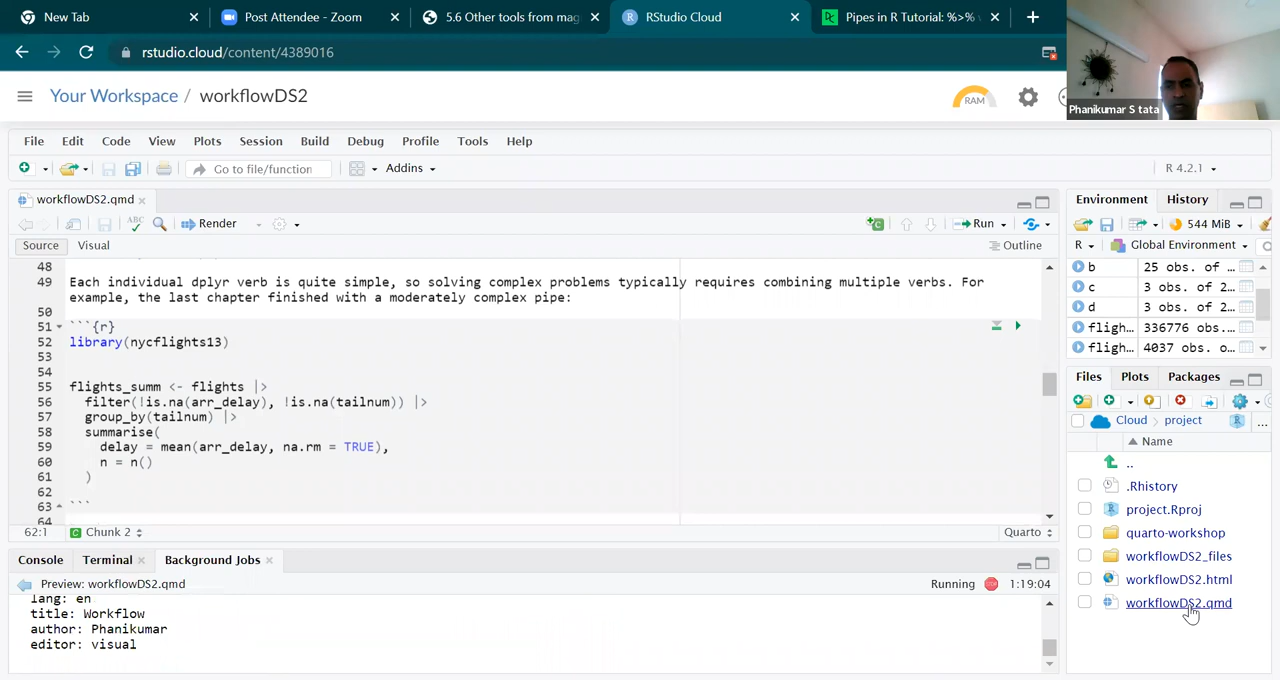 New Tab
Post Attendee - Zoom
5.6 Other tools from mag
RStudio Cloud
Pipes in R Tutorial: %>%
rstudio.cloud/content/4389016
Phanikumar S tata
Your Workspace / workflowDS2
RAM
File Edit Code View Plots Session Build Debug Profile Tools Help
Go to file/function
Addins
R 4.2.1
workflowDS2.qmd
ABC
Render
Run
Source
Visual
Outline
48
49 Each individual dplyr verb is quite simple, so solving complex problems typically requires combining multiple verbs. For
example, the last chapter finished with a moderately complex pipe:
50
51 ```{r}
52 library(nycflights13)
53
54
55 flights_summ <- flights |>
56 filter(!is.na(arr_delay), !is.na(tailnum)) |>
57 group_by(tailnum) |>
58 summarise(
59 delay = mean(arr_delay, na.rm = TRUE),
60 n = n()
61 )
62
63 ```
64
62:1
Chunk 2
Quarto
Console
Terminal
Background Jobs
Preview: workflowDS2.qmd
Running
STOP
1:19:04
lang: en
title: Workflow
author: Phanikumar
editor: visual
Environment
History
544 MiB
R
Global Environment
b 25 obs. of 2…
c 3 obs. of 2…
d 3 obs. of 2…
fligh… 336776 obs.…
fligh… 4037 obs. o…
Files
Plots
Packages
Cloud
project
...
Name
..
.Rhistory
project.Rproj
quarto-workshop
workflowDS2_files
workflowDS2.html
workflowDS2.qmd